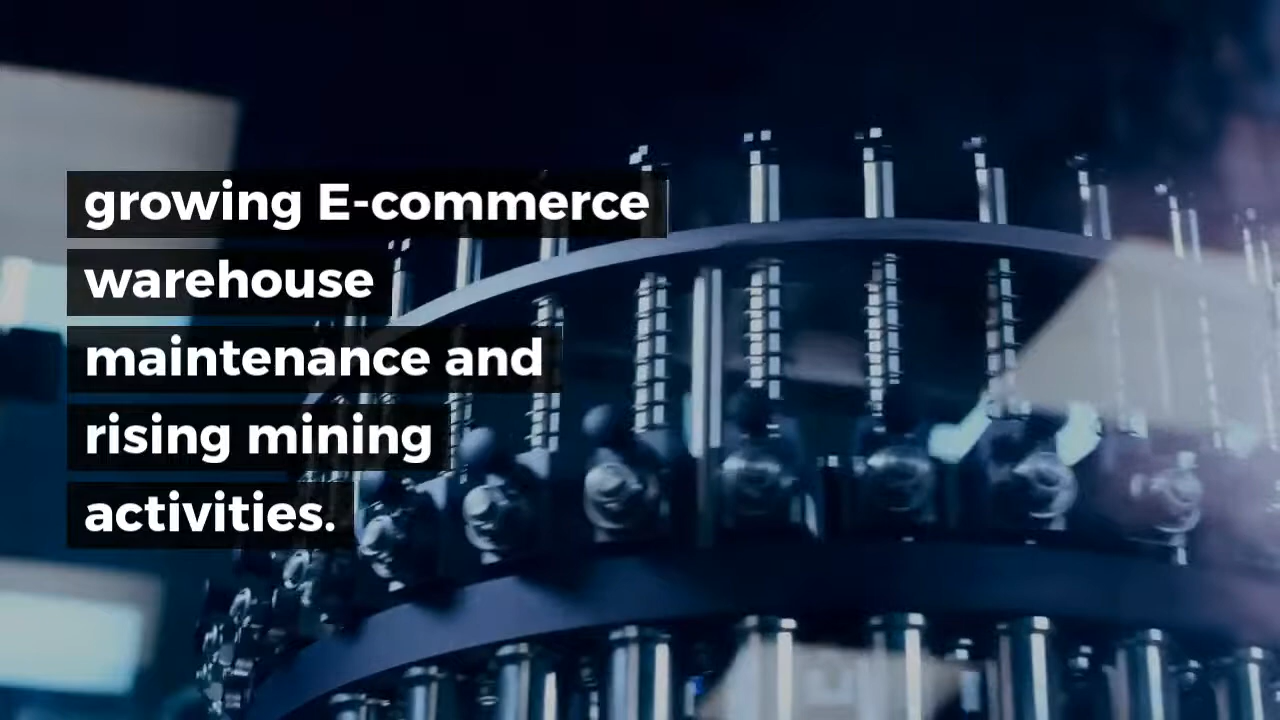 growing E-commerce
warehouse
maintenance and
rising mining
activities.